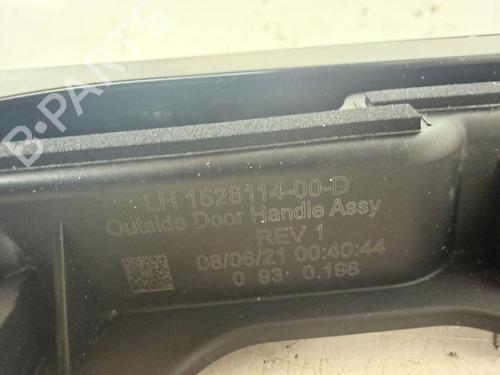 B-PARTS
LH 1528114-00-D
Outside Door Handle Assy
REV 1
08/06/21 00:40:44
0 93 0.198